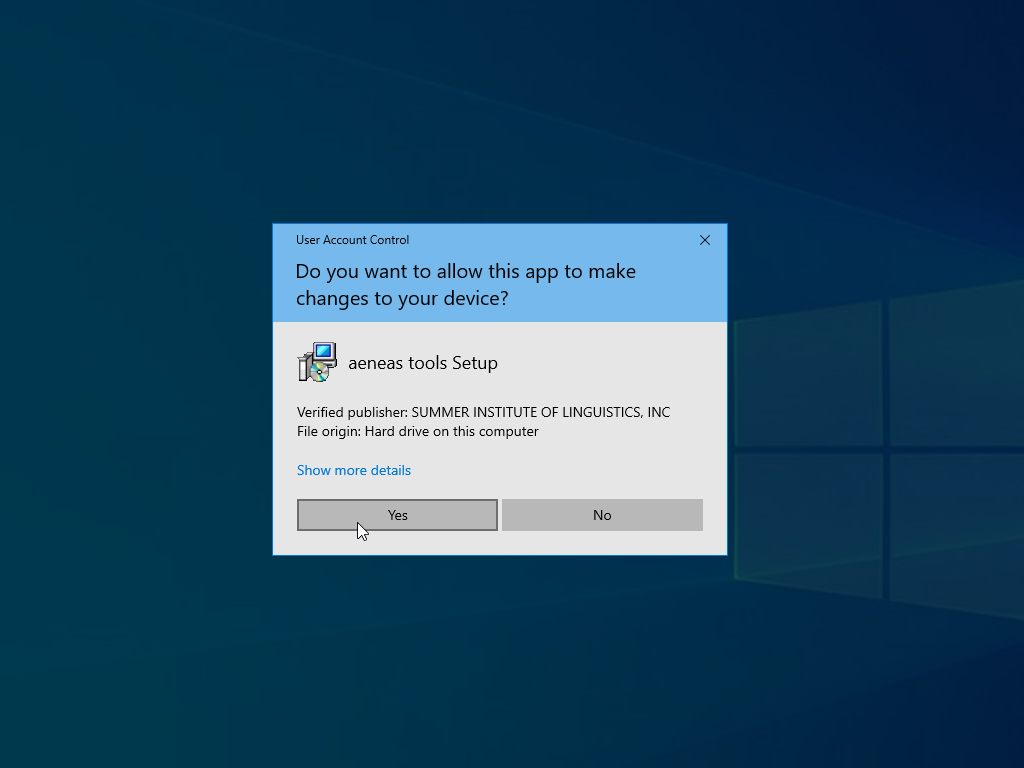 User Account Control
Do you want to allow this app to make
changes to your device?
aeneas tools Setup
Verified publisher: SUMMER INSTITUTE OF LINGUISTICS, INC
File origin: Hard drive on this computer
Show more details
Yes
No